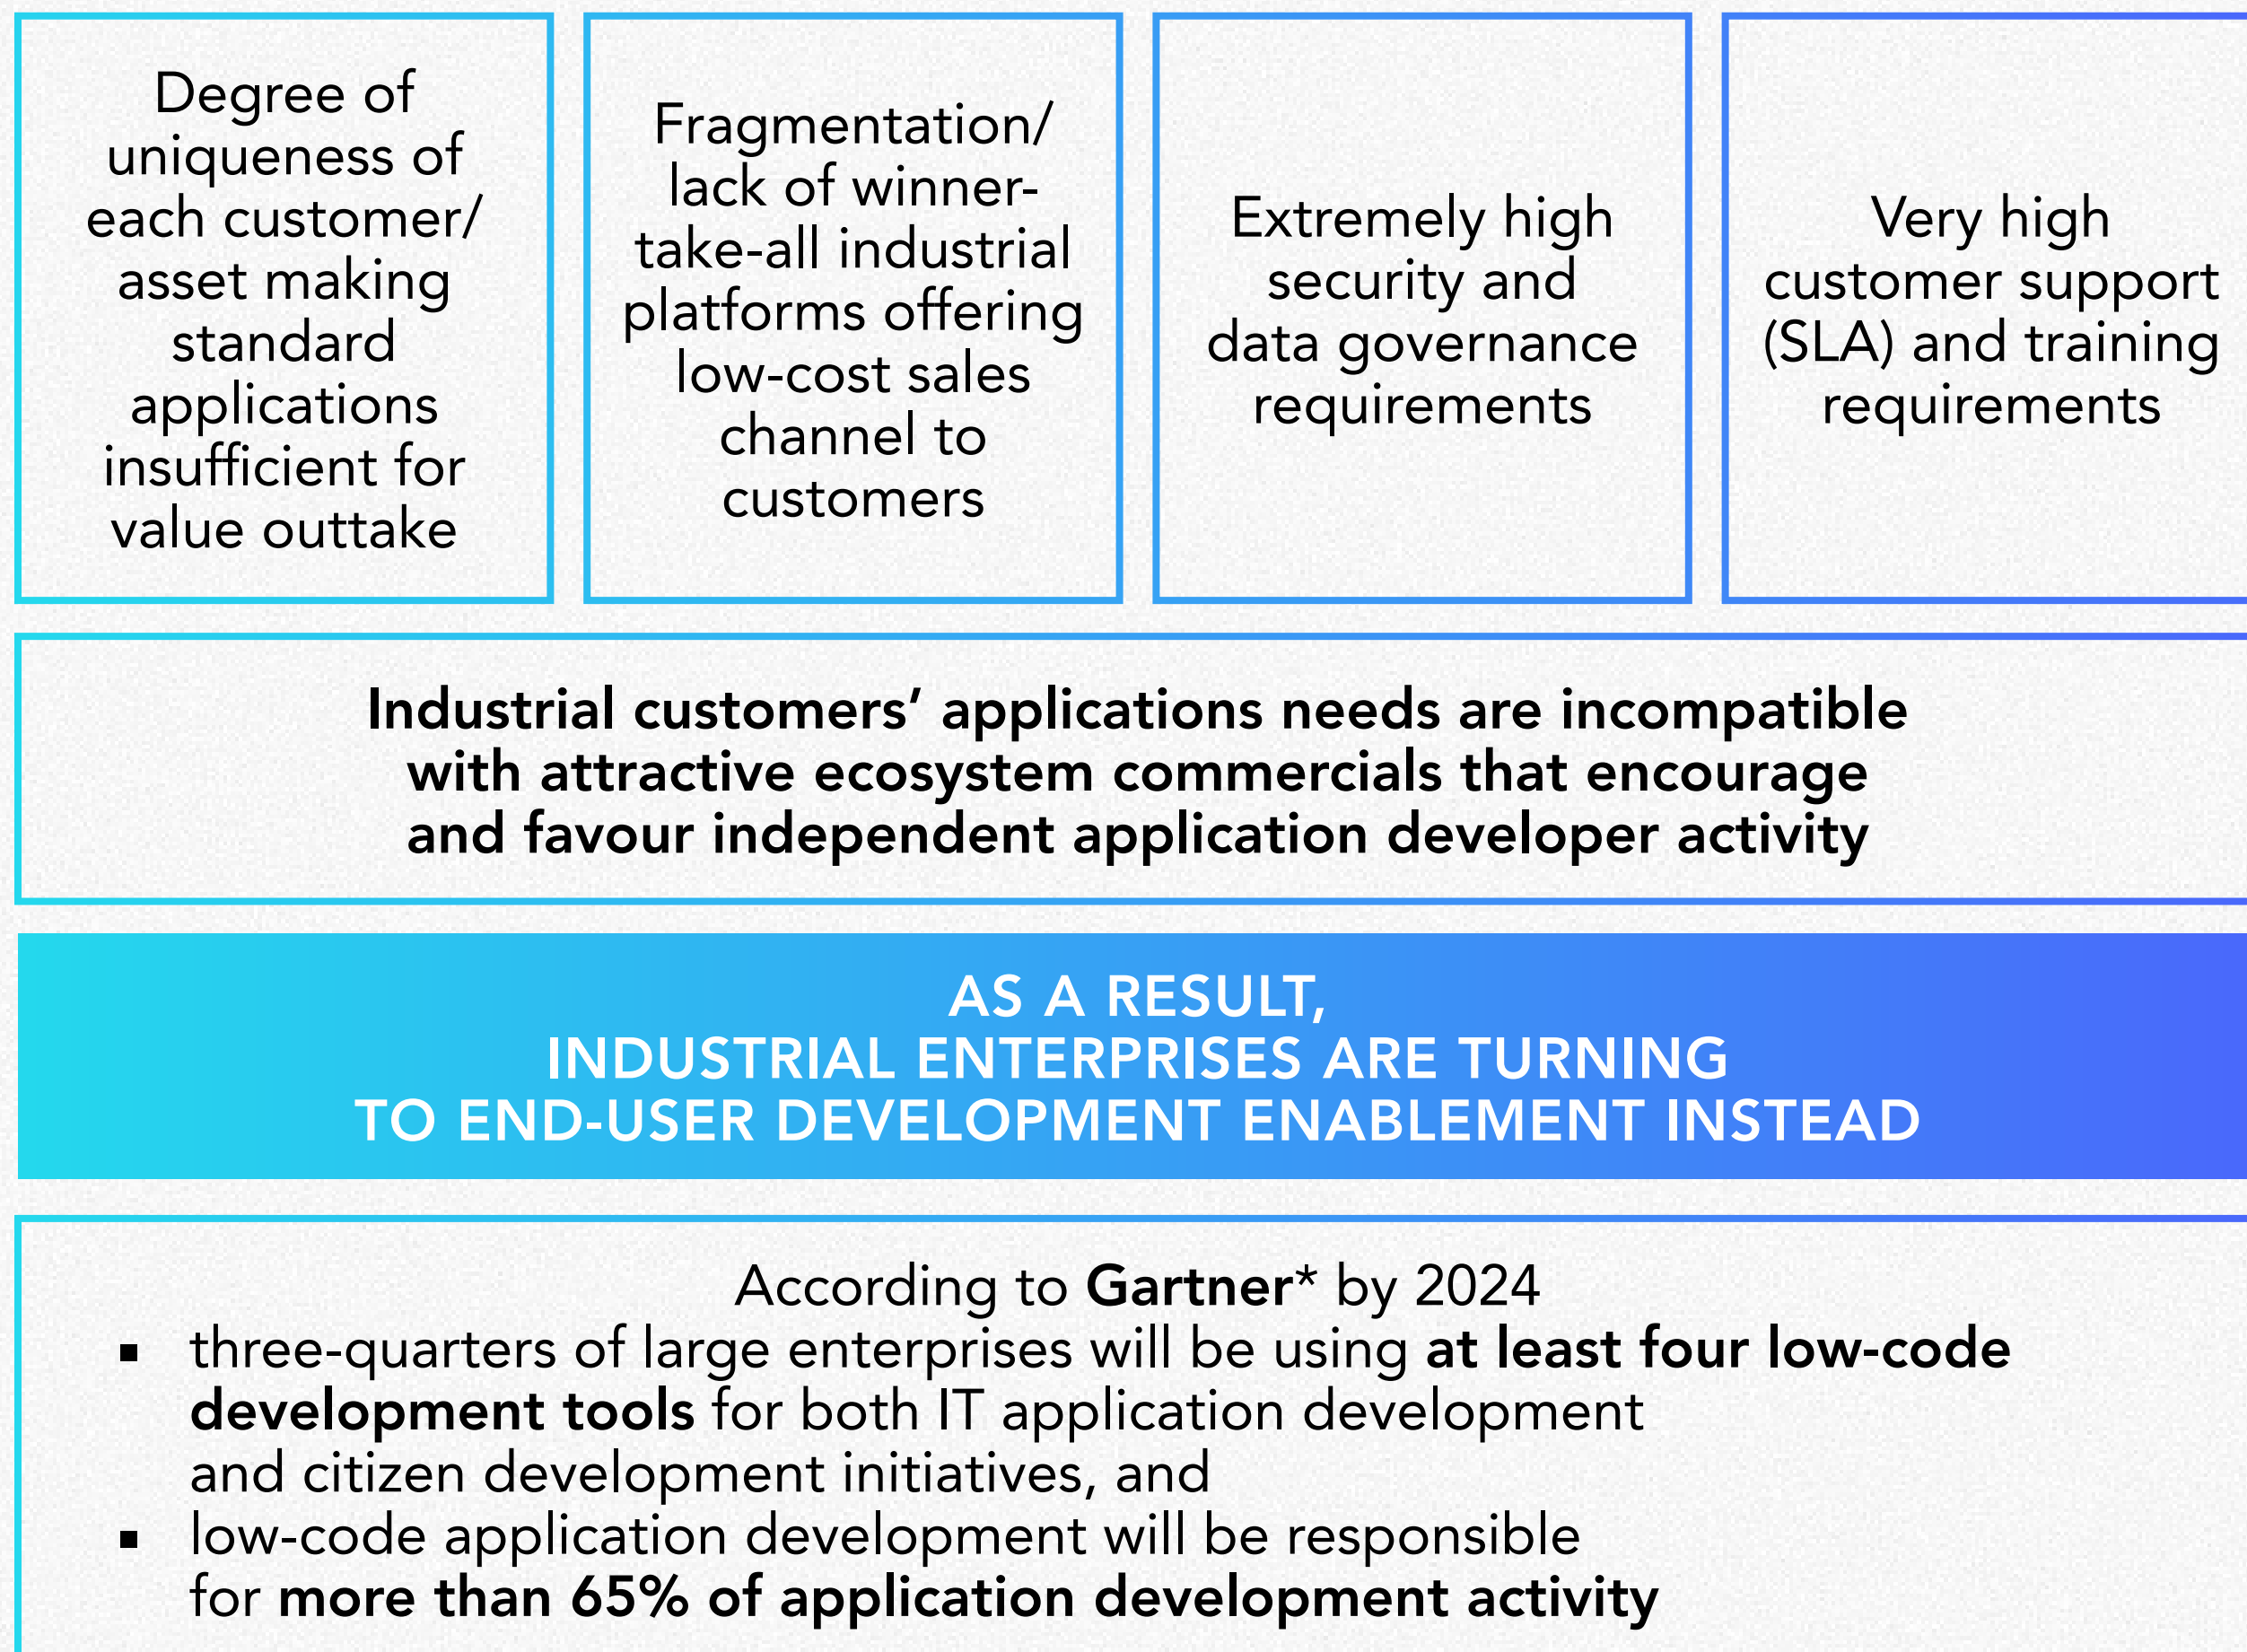 Degree of
uniqueness of
each customer/
asset making
standard
applications
insufficient for
value outtake
Fragmentation/
lack of winner-
take-all industrial
platforms offering
low-cost sales
channel to
customers
Extremely high
security and
data governance
requirements
Very high
customer support
(SLA) and training
requirements
Industrial customers’ applications needs are incompatible
with attractive ecosystem commercials that encourage
and favour independent application developer activity
AS A RESULT,
INDUSTRIAL ENTERPRISES ARE TURNING
TO END-USER DEVELOPMENT ENABLEMENT INSTEAD
According to Gartner* by 2024
▪ three-quarters of large enterprises will be using at least four low-code
development tools for both IT application development
and citizen development initiatives, and
▪ low-code application development will be responsible
for more than 65% of application development activity